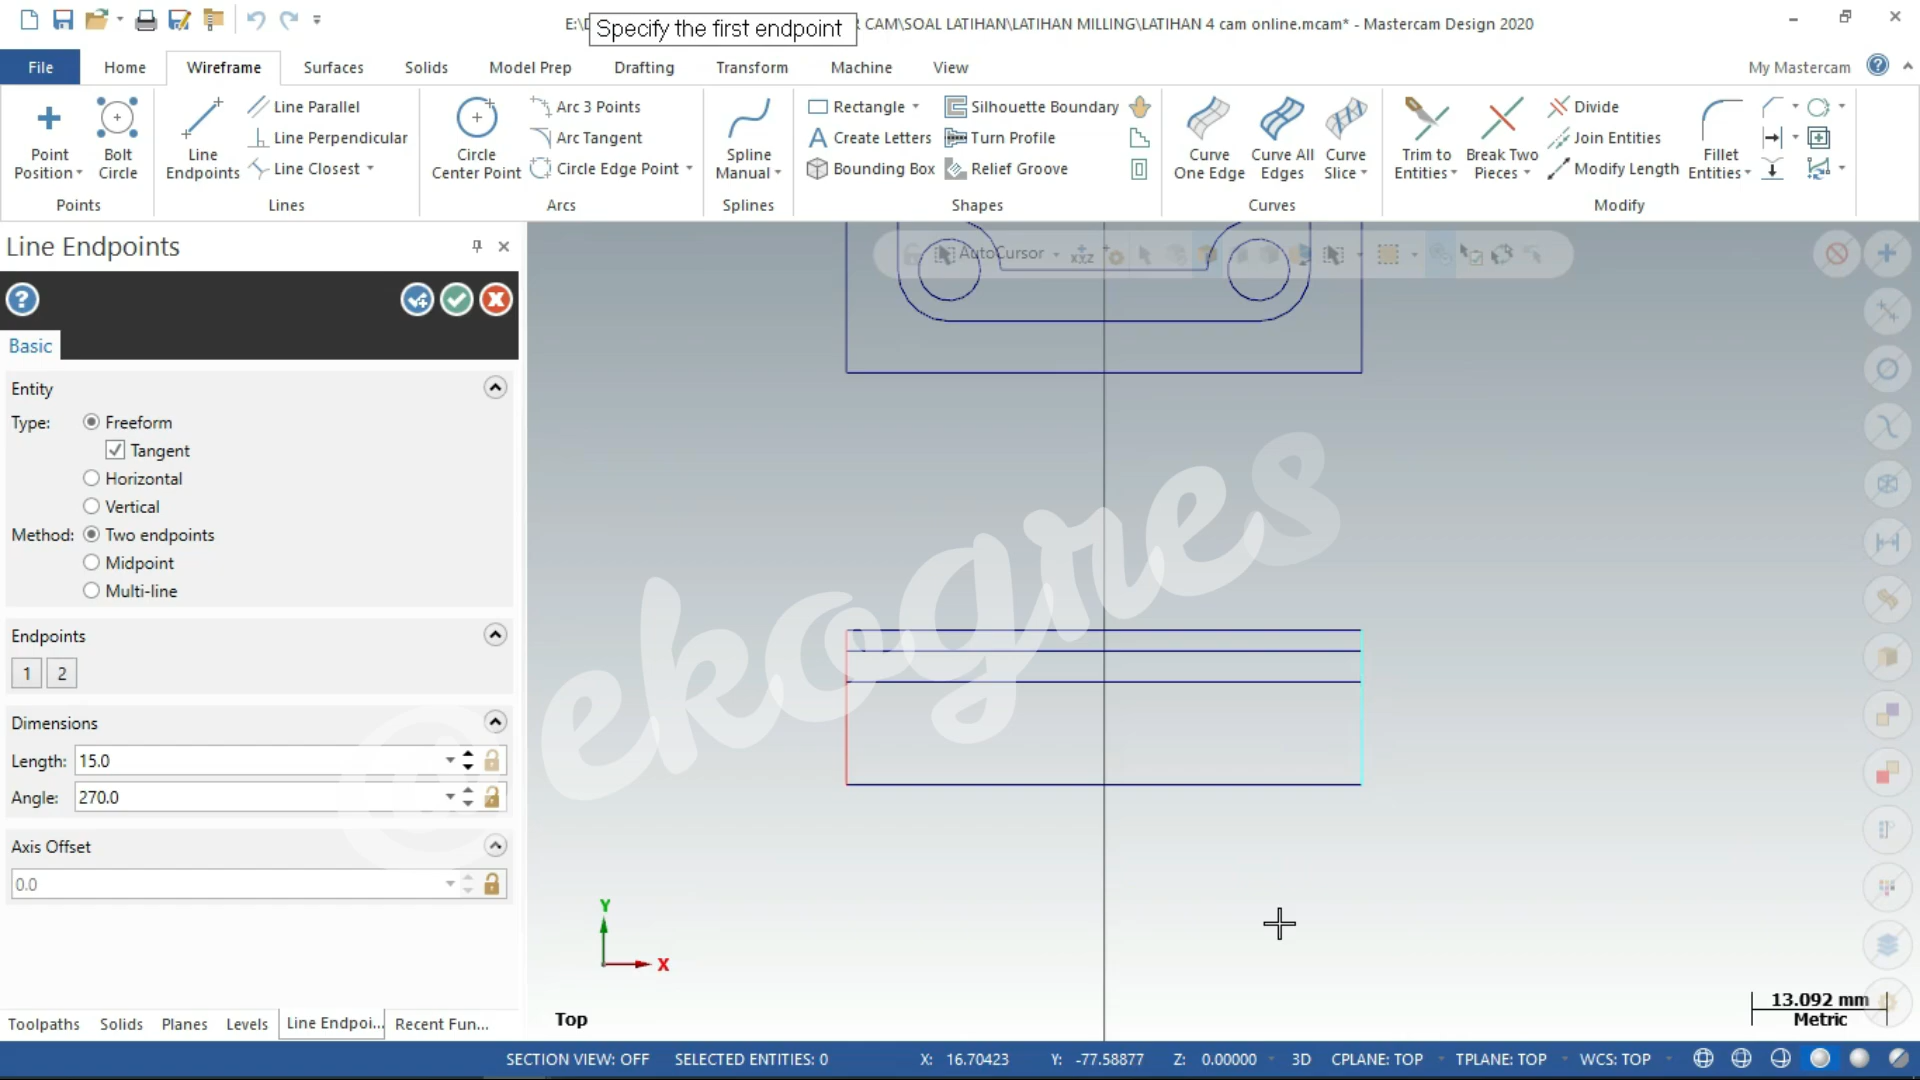 E:\D
Specify the first endpoint
CAM\SOAL LATIHAN\LATIHAN MILLING\LATIHAN 4 cam online.mcam* - Mastercam Design 2020
File
Home
Wireframe
Surfaces
Solids
Model Prep
Drafting
Transform
Machine
View
My Mastercam
Point Position
Bolt Circle
Points
Line Endpoints
Line Parallel
Line Perpendicular
Line Closest
Lines
Circle Center Point
Arc 3 Points
Arc Tangent
Circle Edge Point
Arcs
Spline Manual
Splines
Rectangle
Create Letters
Bounding Box
Silhouette Boundary
Turn Profile
Relief Groove
Shapes
Curve One Edge
Curve All Edges
Curve Slice
Curves
Trim to Entities
Break Two Pieces
Divide
Join Entities
Modify Length
Fillet Entities
Modify
Line Endpoints
Basic
Entity
Type:
Freeform
Tangent
Horizontal
Vertical
Method:
Two endpoints
Midpoint
Multi-line
Endpoints
1
2
Dimensions
Length: 15.0
Angle: 270.0
Axis Offset
0.0
AutoCursor
@ekogres
Y
X
Top
13.092 mm
Metric
Toolpaths
Solids
Planes
Levels
Line Endpoi...
Recent Fun...
SECTION VIEW: OFF
SELECTED ENTITIES: 0
X: 16.70423
Y: -77.58877
Z: 0.00000
3D
CPLANE: TOP
TPLANE: TOP
WCS: TOP